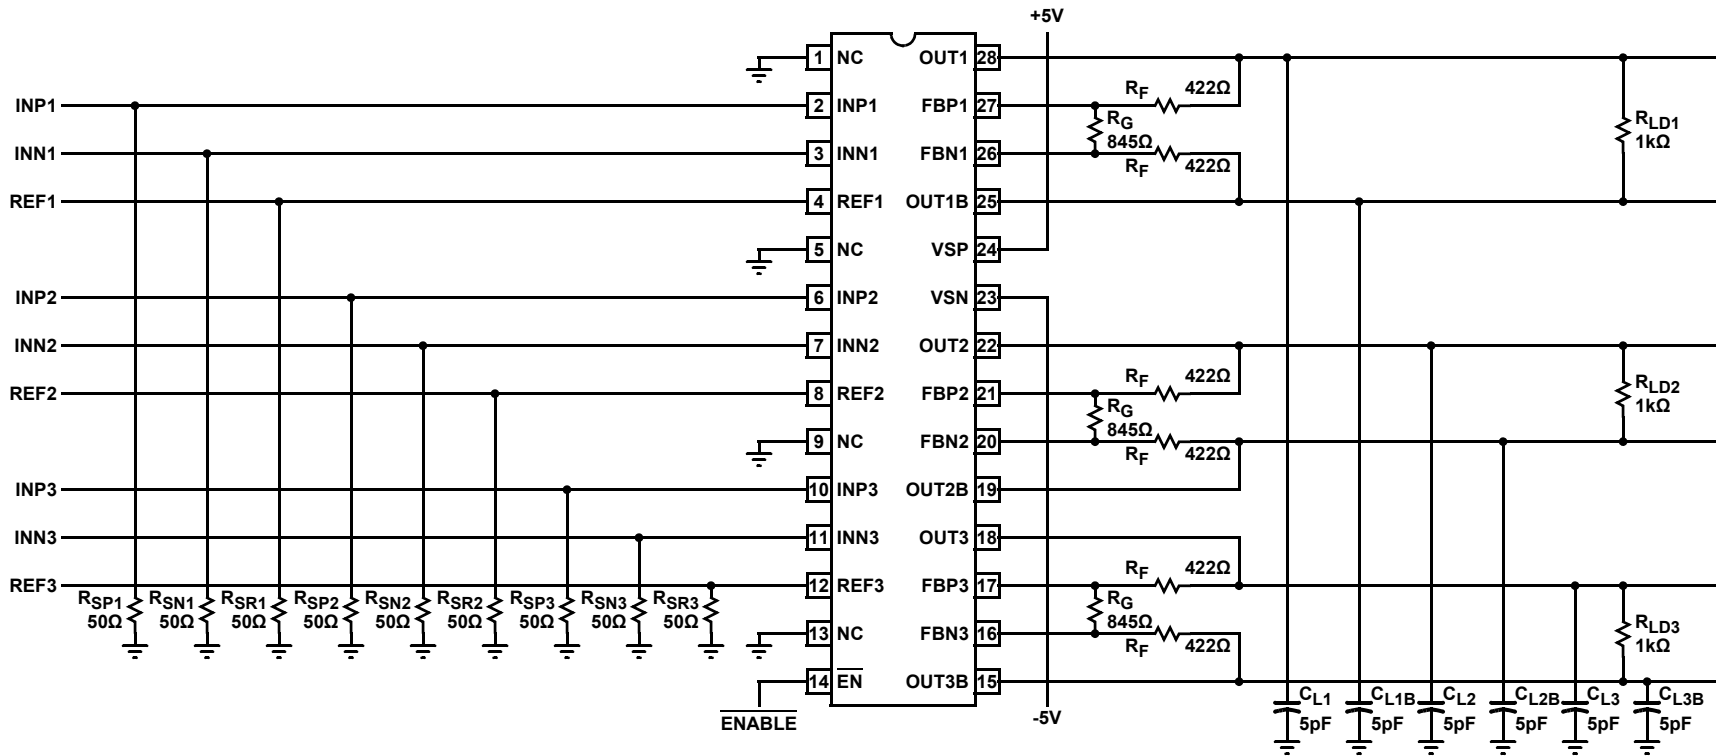 +5V
1 NC OUT1 28
RF 422Ω
INP1 2 INP1 FBP1 27
RG 845Ω
RLD1 1kΩ
INN1 3 INN1 FBN1 26
RF 422Ω
REF1 4 REF1 OUT1B 25
5 NC VSP 24
INP2 6 INP2 VSN 23
INN2 7 INN2 OUT2 22
RF 422Ω
REF2 8 REF2 FBP2 21
RLD2 1kΩ
RG 845Ω
9 NC FBN2 20
RF 422Ω
INP3 10 INP3 OUT2B 19
INN3 11 INN3 OUT3 18
RF 422Ω
REF3 12 REF3 FBP3 17
RSP1 50Ω
RSN1 50Ω
RSR1 50Ω
RSP2 50Ω
RSN2 50Ω
RSR2 50Ω
RSP3 50Ω
RSN3 50Ω
RSR3 50Ω
RG 845Ω
13 NC FBN3 16
RLD3 1kΩ
RF 422Ω
14 EN OUT3B 15
ENABLE
-5V
CL1 5pF
CL1B 5pF
CL2 5pF
CL2B 5pF
CL3 5pF
CL3B 5pF